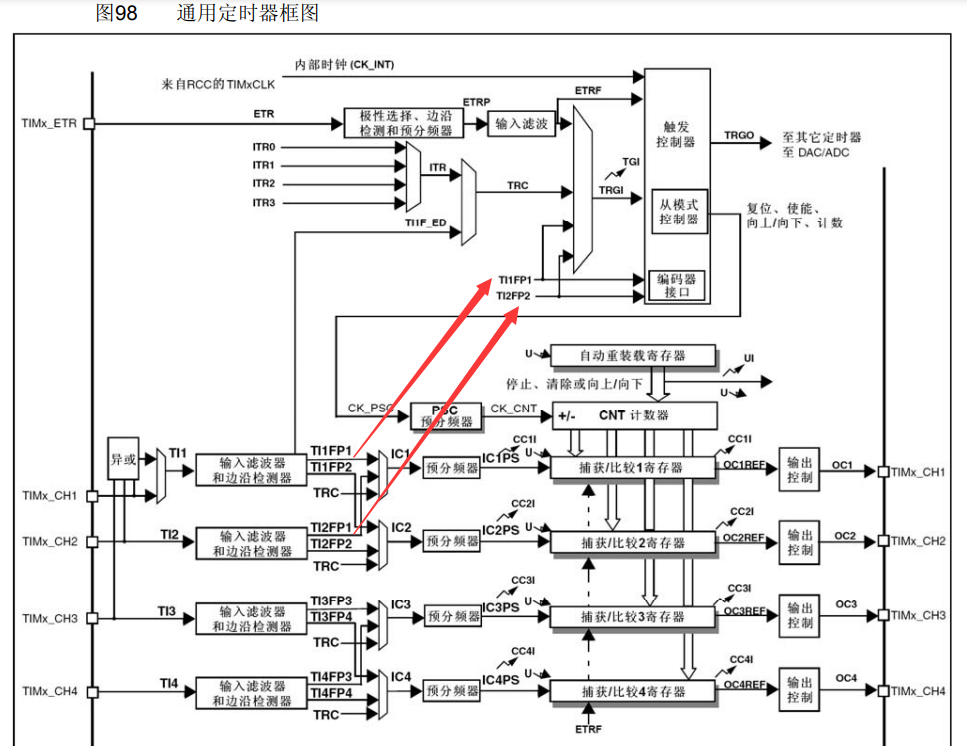 图98 通用定时器框图
内部时钟 (CK_INT)
来自RCC的TIMxCLK
TIMx_ETR
ETR
极性选择、边沿
检测和预分频器
ETRP
输入滤波
ETRF
触发
控制器
TRGO
至其它定时器
至 DAC/ADC
ITR0
ITR1
ITR2
ITR3
ITR
TRC
TI1F_ED
TGI
TRGI
从模式
控制器
复位、使能、
向上/向下、计数
TI1FP1
TI2FP2
编码器
接口
U
自动重装载寄存器
UI
U
停止、清除或向上/向下
CK_PSC
PSC
预分频器
CK_CNT
+/-
CNT 计数器
异或
TI1
输入滤波器
和边沿检测器
TI1FP1
TI1FP2
TRC
IC1
预分频器
IC1PS
CC1I
U
捕获/比较1寄存器
CC1I
OC1REF
输出
控制
OC1
TIMx_CH1
TIMx_CH1
TIMx_CH2
TI2
输入滤波器
和边沿检测器
TI2FP1
TI2FP2
TRC
IC2
预分频器
IC2PS
CC2I
U
捕获/比较2寄存器
CC2I
OC2REF
输出
控制
OC2
TIMx_CH2
TIMx_CH3
TI3
输入滤波器
和边沿检测器
TI3FP3
TI3FP4
TRC
IC3
预分频器
IC3PS
CC3I
U
捕获/比较3寄存器
CC3I
OC3REF
输出
控制
OC3
TIMx_CH3
TIMx_CH4
TI4
输入滤波器
和边沿检测器
TI4FP3
TI4FP4
TRC
IC4
预分频器
IC4PS
CC4I
U
捕获/比较4寄存器
CC4I
OC4REF
输出
控制
OC4
TIMx_CH4
ETRF